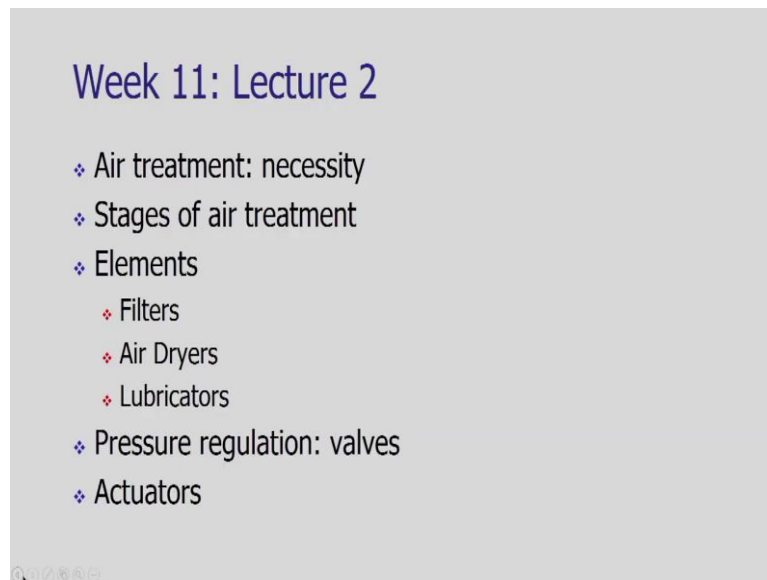 Week 11: Lecture 2
Air treatment: necessity
Stages of air treatment
Elements
Filters
Air Dryers
Lubricators
Pressure regulation: valves
Actuators